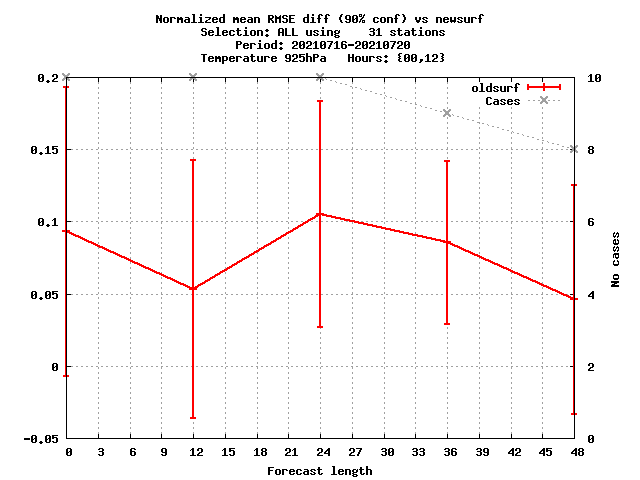 Normalized mean RMSE diff (90% conf) vs newsurf
Selection: ALL using    31 stations
Period: 20210716-20210720
Temperature 925hPa   Hours: {00,12}
oldsurf
Cases
0.2
0.15
0.1
0.05
0
-0.05
10
8
6
4
2
0
No cases
0 3 6 9 12 15 18 21 24 27 30 33 36 39 42 45 48
Forecast length